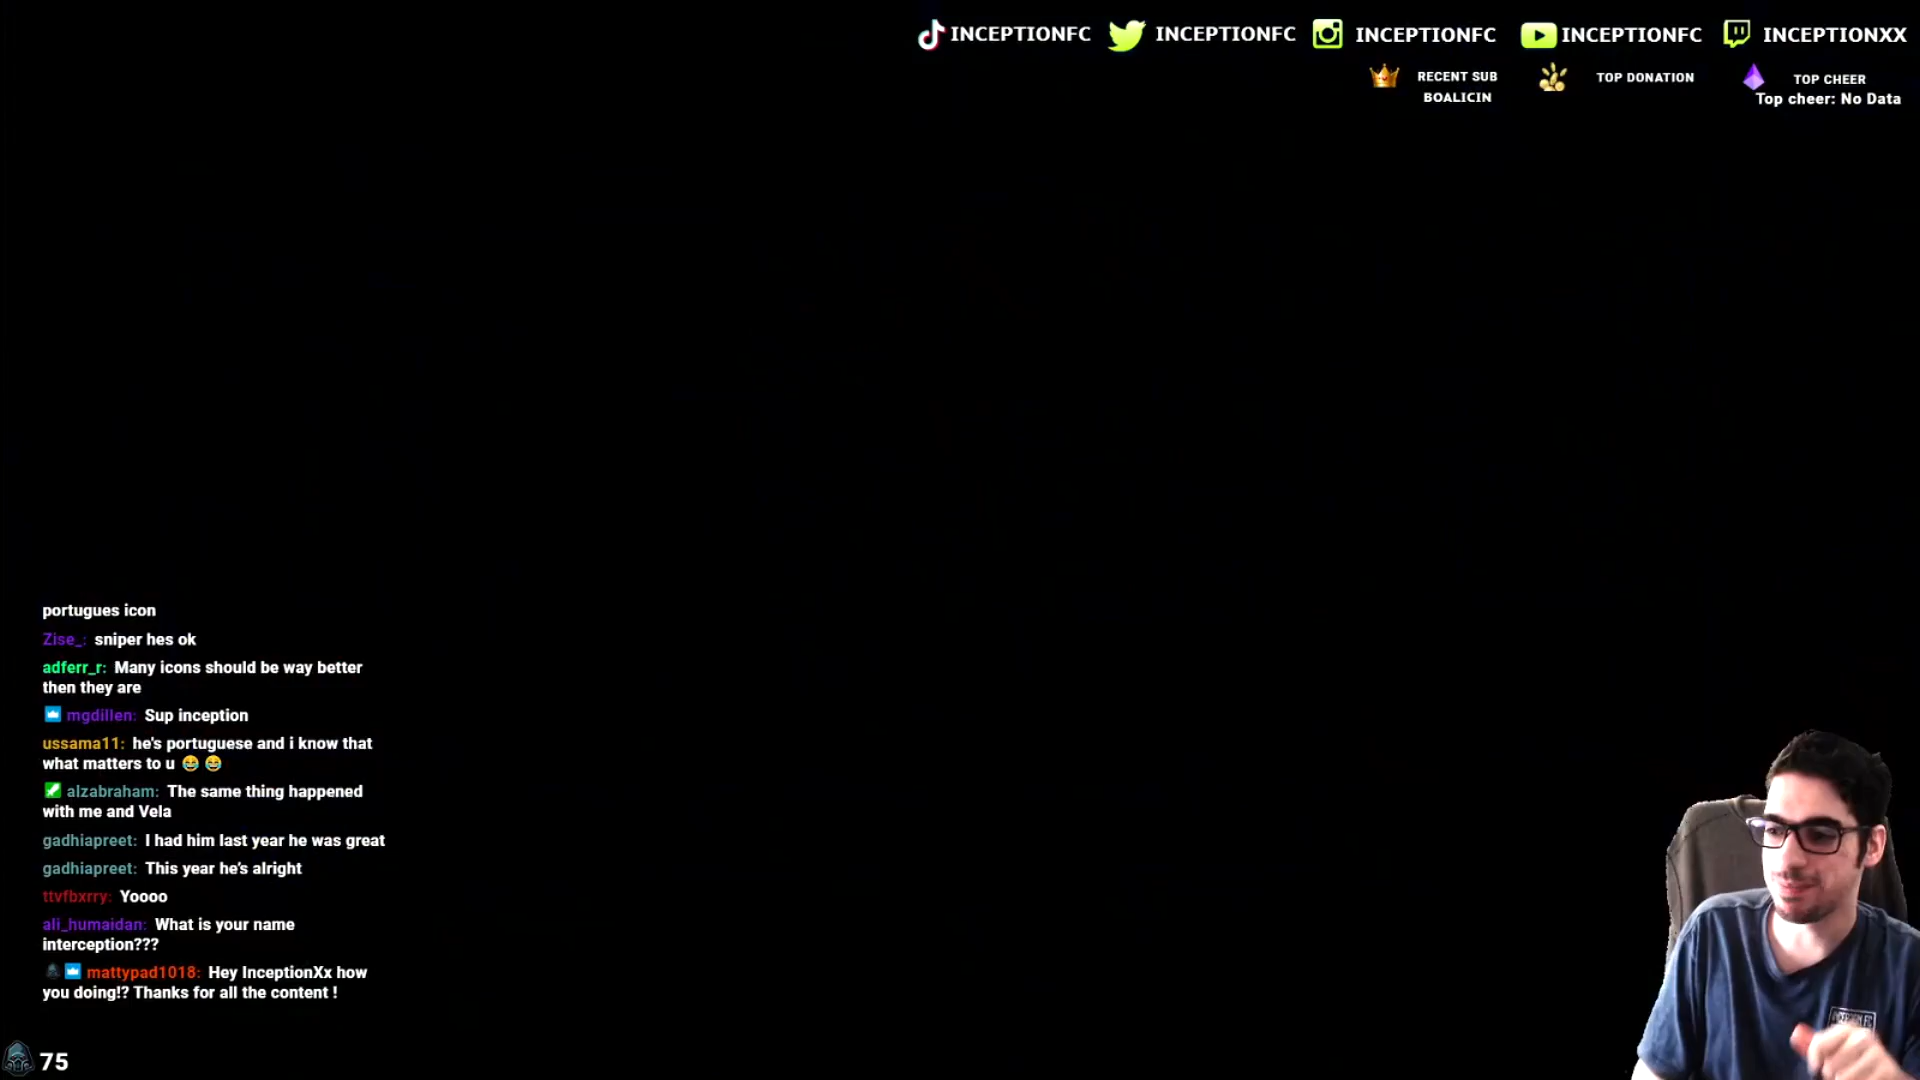 INCEPTIONFC INCEPTIONFC INCEPTIONFC INCEPTIONFC INCEPTIONXX
RECENT SUB TOP DONATION TOP CHEER
BOALICIN Top cheer: No Data
portugues icon
Zise_: sniper hes ok
adferr_r: Many icons should be way better
then they are
mgdillen: Sup inception
ussama11: he's portuguese and i know that
what matters to u 😂 😂
alzabraham: The same thing happened
with me and Vela
gadhiapreet: I had him last year he was great
gadhiapreet: This year he's alright
ttvfbxrry: Yoooo
ali_humaidan: What is your name
interception???
mattypad1018: Hey InceptionXx how
you doing!? Thanks for all the content !
75